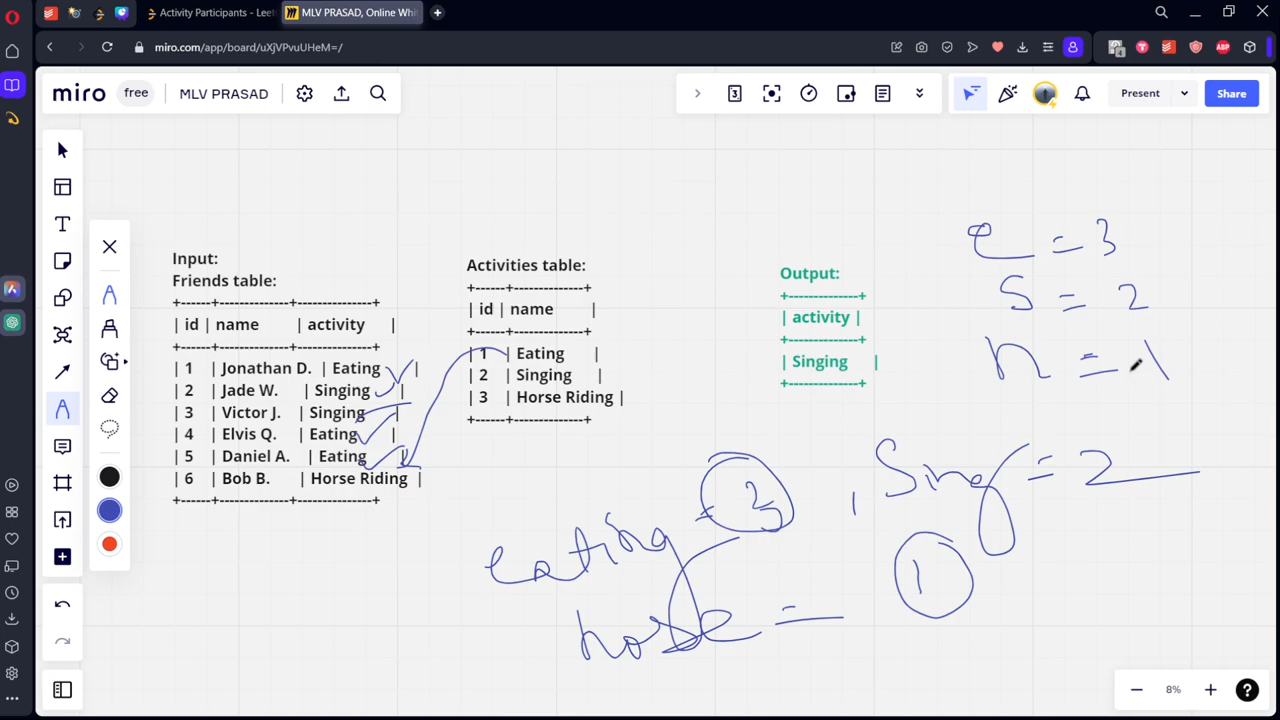 Activity Participants - Leet
MLV PRASAD, Online Whi
miro.com/app/board/uXjVPvuUHeM=/
miro free MLV PRASAD
Present
Share
Input:
Friends table:
+------+--------------+---------------+
| id | name | activity |
+------+--------------+---------------+
| 1 | Jonathan D. | Eating |
| 2 | Jade W. | Singing |
| 3 | Victor J. | Singing |
| 4 | Elvis Q. | Eating |
| 5 | Daniel A. | Eating |
| 6 | Bob B. | Horse Riding |
+------+--------------+---------------+
Activities table:
+------+--------------+
| id | name |
+------+--------------+
| 1 | Eating |
| 2 | Singing |
| 3 | Horse Riding |
+------+--------------+
Output:
+--------------+
| activity |
+--------------+
| Singing |
+--------------+
e = 3
S = 2
n = 1
eating = 3 , Sing = 2
hose = 1
8%